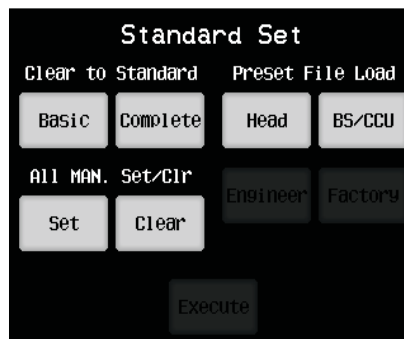 Standard Set
Clear to Standard Preset File Load
Basic Complete Head BS/CCU
All MAN. Set/Clr
Engineer Factory
Set Clear
Execute